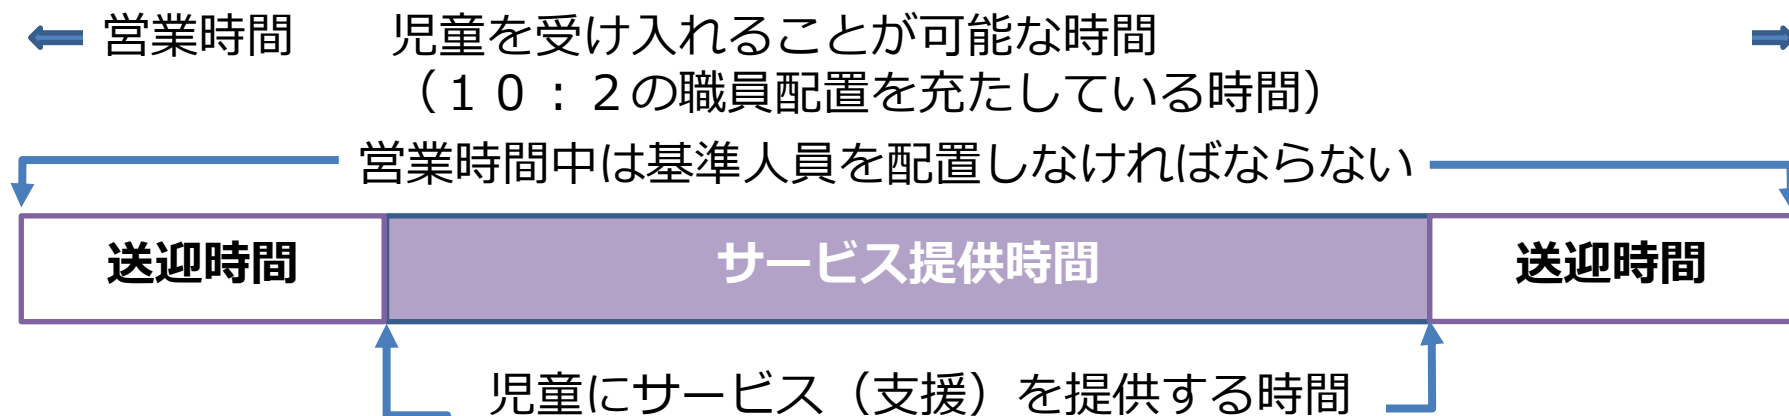 営業時間　児童を受け入れることが可能な時間
（１０：２の職員配置を充たしている時間）
営業時間中は基準人員を配置しなければならない
送迎時間　サービス提供時間　送迎時間
児童にサービス（支援）を提供する時間